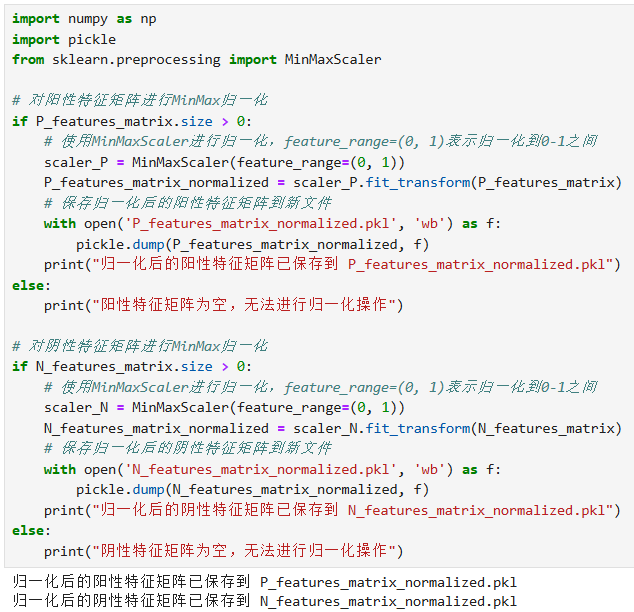 import numpy as np
import pickle
from sklearn.preprocessing import MinMaxScaler
# 对阳性特征矩阵进行MinMax归一化
if P_features_matrix.size > 0:
# 使用MinMaxScaler进行归一化，feature_range=(0, 1)表示归一化到0-1之间
scaler_P = MinMaxScaler(feature_range=(0, 1))
P_features_matrix_normalized = scaler_P.fit_transform(P_features_matrix)
# 保存归一化后的阳性特征矩阵到新文件
with open('P_features_matrix_normalized.pkl', 'wb') as f:
pickle.dump(P_features_matrix_normalized, f)
print("归一化后的阳性特征矩阵已保存到 P_features_matrix_normalized.pkl")
else:
print("阳性特征矩阵为空，无法进行归一化操作")
# 对阴性特征矩阵进行MinMax归一化
if N_features_matrix.size > 0:
# 使用MinMaxScaler进行归一化，feature_range=(0, 1)表示归一化到0-1之间
scaler_N = MinMaxScaler(feature_range=(0, 1))
N_features_matrix_normalized = scaler_N.fit_transform(N_features_matrix)
# 保存归一化后的阴性特征矩阵到新文件
with open('N_features_matrix_normalized.pkl', 'wb') as f:
pickle.dump(N_features_matrix_normalized, f)
print("归一化后的阴性特征矩阵已保存到 N_features_matrix_normalized.pkl")
else:
print("阴性特征矩阵为空，无法进行归一化操作")
归一化后的阳性特征矩阵已保存到 P_features_matrix_normalized.pkl
归一化后的阴性特征矩阵已保存到 N_features_matrix_normalized.pkl